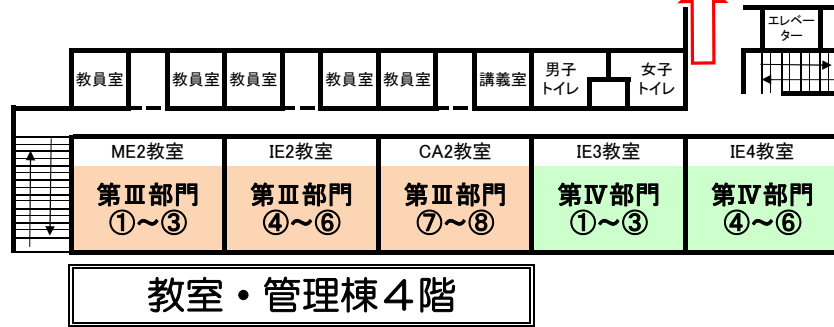 エレベー
ター
教員室
教員室
教員室
教員室
教員室
講義室
男子
トイレ
女子
トイレ
ME2教室
IE2教室
CA2教室
IE3教室
IE4教室
第Ⅲ部門
①～③
第Ⅲ部門
④～⑥
第Ⅲ部門
⑦～⑧
第Ⅳ部門
①～③
第Ⅳ部門
④～⑥
教室・管理棟４階